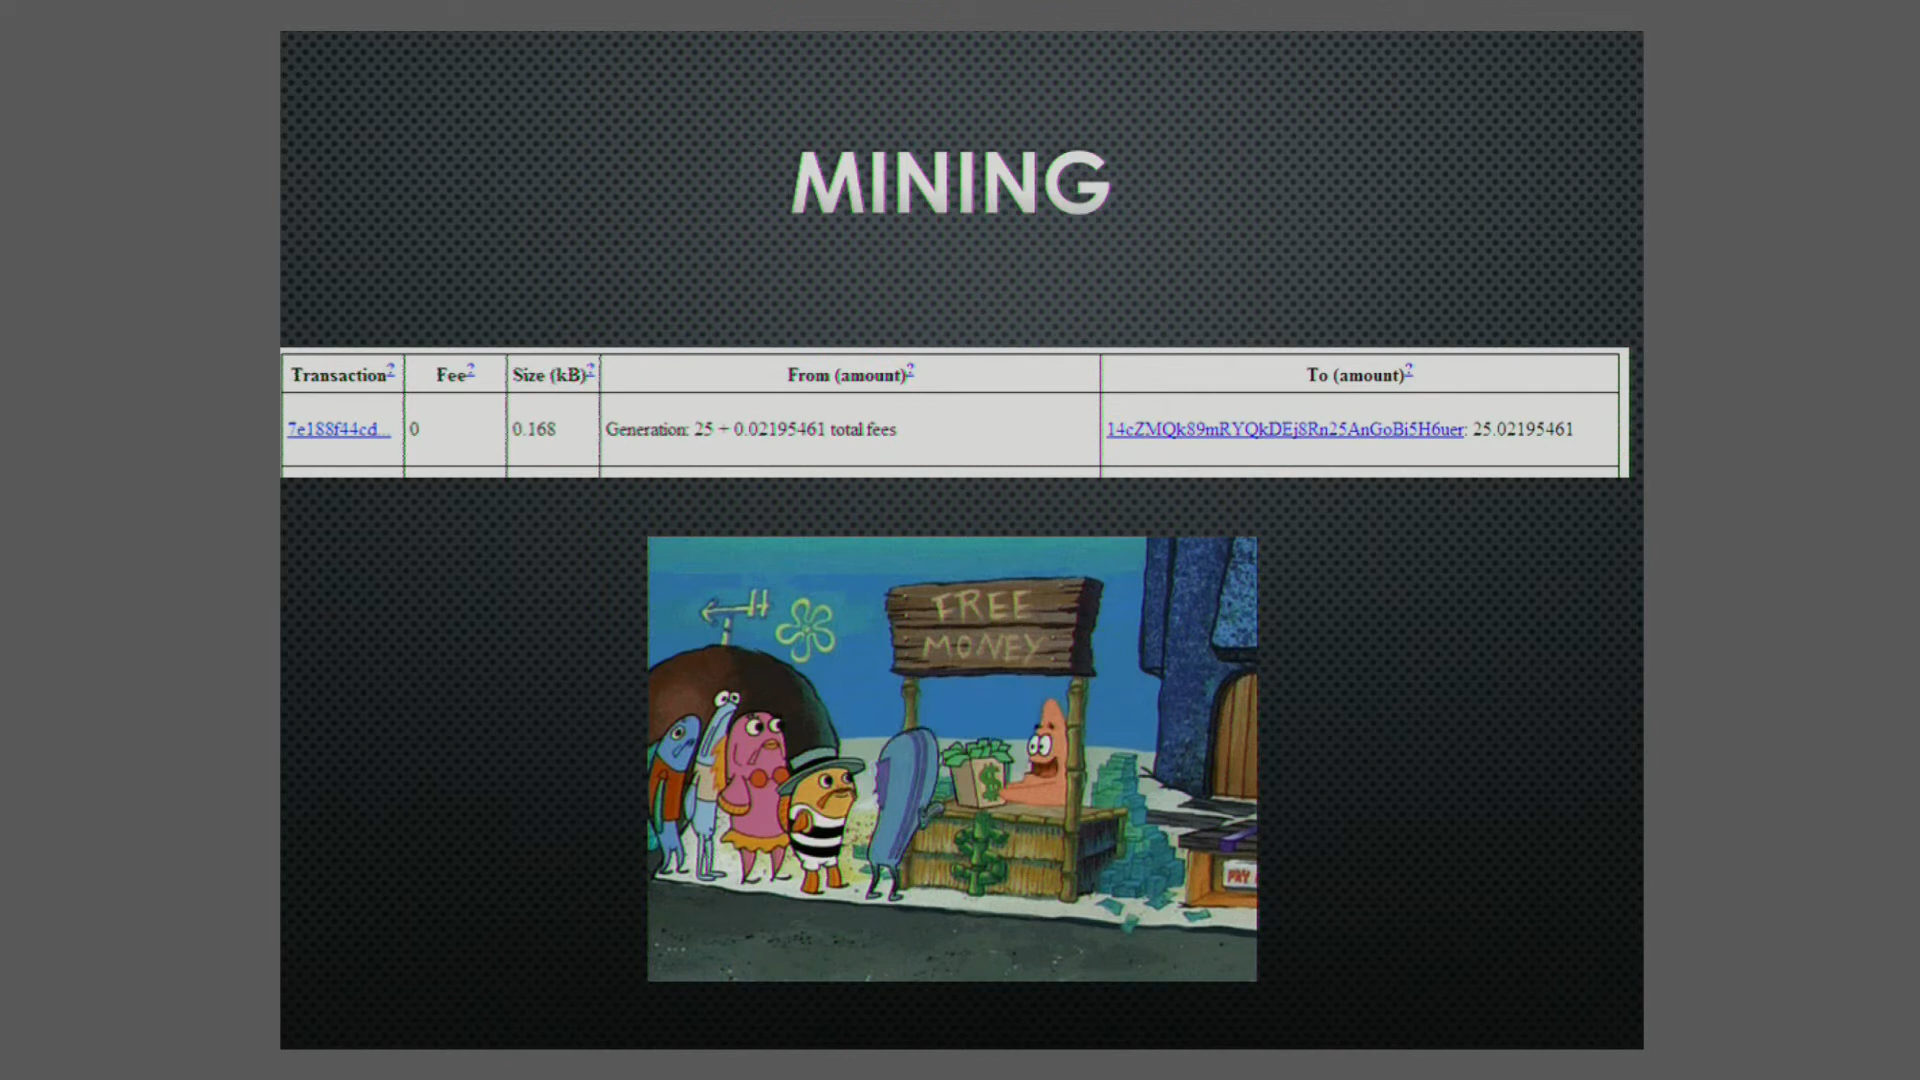 MINING
Transaction? Fee? Size (kB)? From (amount)? To (amount)?
7e188f44cd... 0 0.168 Generation: 25 + 0.02195461 total fees 14cZMQk89mRYQkDEj8Rn25AnGoBi5H6uer: 25.02195461
FREE
MONEY
$
PAY